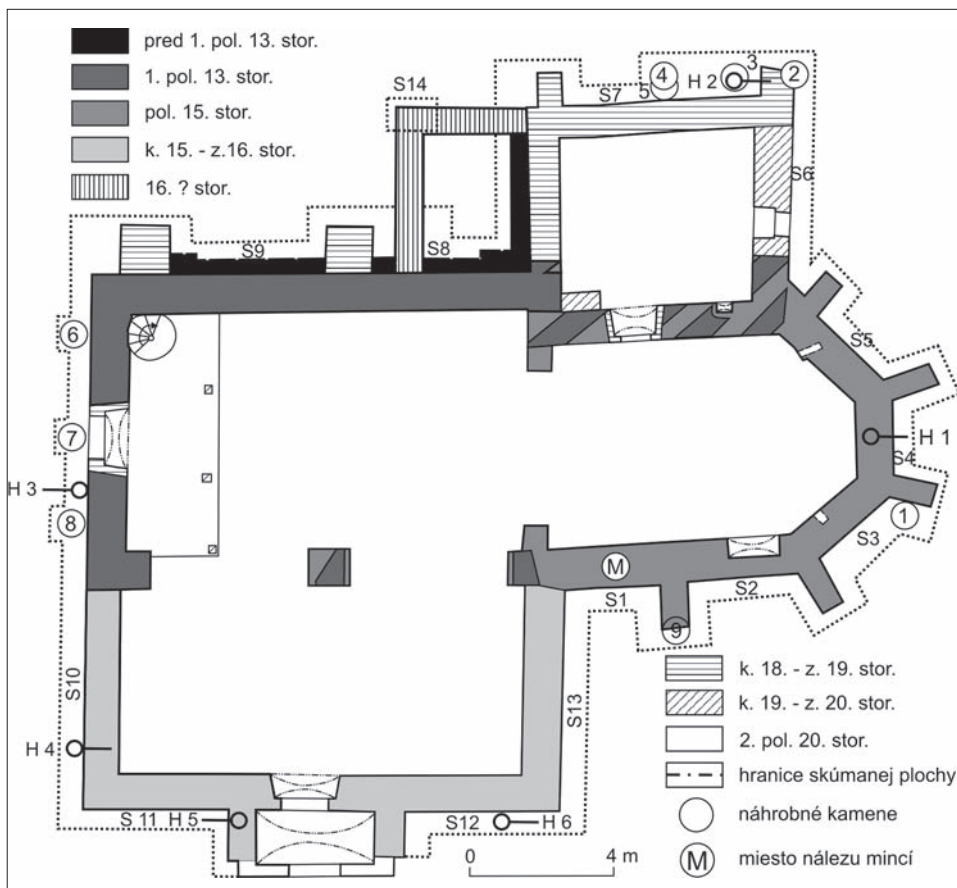 pred 1. pol. 13. stor.
1. pol. 13. stor.
pol. 15. stor.
k. 15. - z.16. stor.
16. ? stor.
S14
S7
4
5
H 2
3
2
S6
S9
S8
6
S5
7
H 1
S4
H 3
8
1
S3
M
S1
S2
9
S10
S13
H 4
S 11
H 5
S12
H 6
0
4 m
k. 18. - z. 19. stor.
k. 19. - z. 20. stor.
2. pol. 20. stor.
hranice skúmanej plochy
náhrobné kamene
M
miesto nálezu mincí